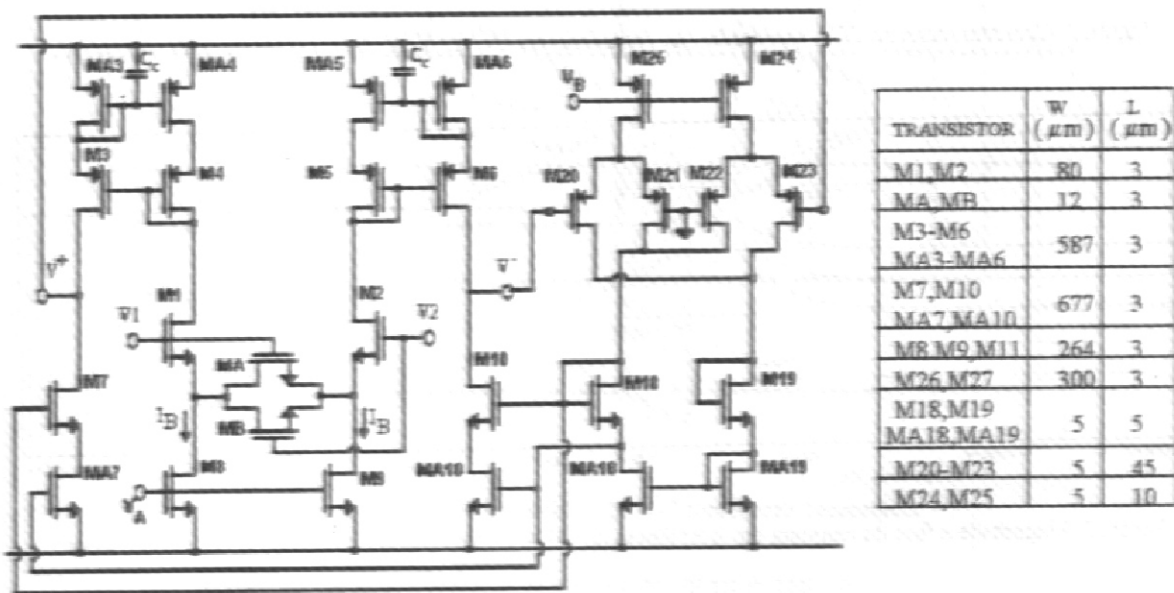 MA3 C_c MA4 MA5 C_c MA6 M26 M24
V_B
M3 M4 M5 M6 M20 M21 M22 M23
V+ V-
M1 M2
V1 V2
MA
M7 I_B MB I_B M10 M18 M19
MA7 M8 M9 MA10 MA18 MA19
V_A
TRANSISTOR W (μm) L (μm)
M1,M2 80 3
MA,MB 12 3
M3-M6
MA3-MA6 587 3
M7,M10
MA7,MA10 677 3
M8,M9,M11 264 3
M26,M27 300 3
M18,M19
MA18,MA19 5 5
M20-M23 5 45
M24,M25 5 10